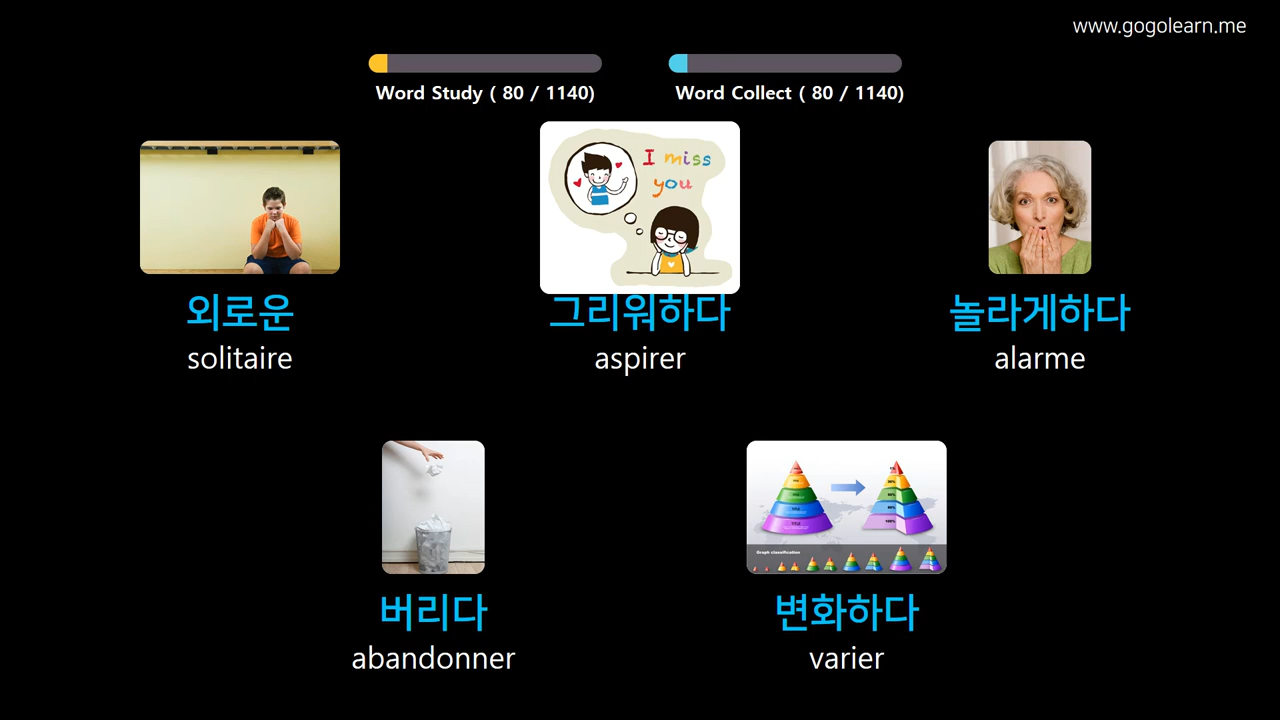 www.gogolearn.me
Word Study ( 80 / 1140)
Word Collect ( 80 / 1140)
I miss
you
외로운
solitaire
그리워하다
aspirer
놀라게하다
alarme
Graph classification
버리다
abandonner
변화하다
varier